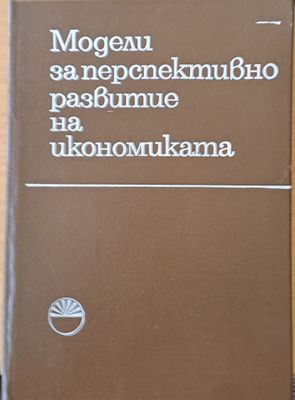 Модели
за перспективно
развитие
на
икономиката